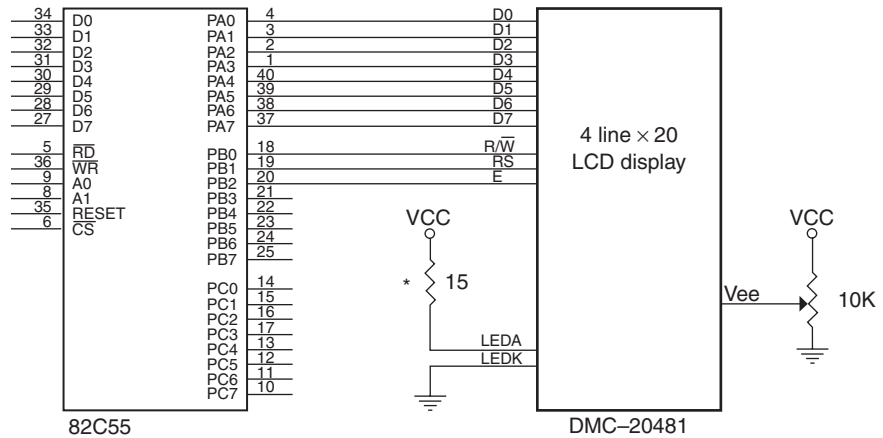 34 D0 PA0 4 D0
33 D1 PA1 3 D1
32 D2 PA2 2 D2
31 D3 PA3 1 D3
30 D4 PA4 40 D4
29 D5 PA5 39 D5
28 D6 PA6 38 D6
27 D7 PA7 37 D7
4 line × 20
LCD display
5 R̅D̅ PB0 18 R/W̅
36 W̅R̅ PB1 19 RS
9 A0 PB2 20 E
8 A1 PB3 21
35 RESET PB4 22
6 C̅S̅ PB5 23
PB6 24
PB7 25
VCC
VCC
PC0 14
PC1 15
PC2 16
PC3 17
PC4 13
PC5 12
PC6 11
PC7 10
* 15
Vee
10K
LEDA
LEDK
82C55
DMC–20481